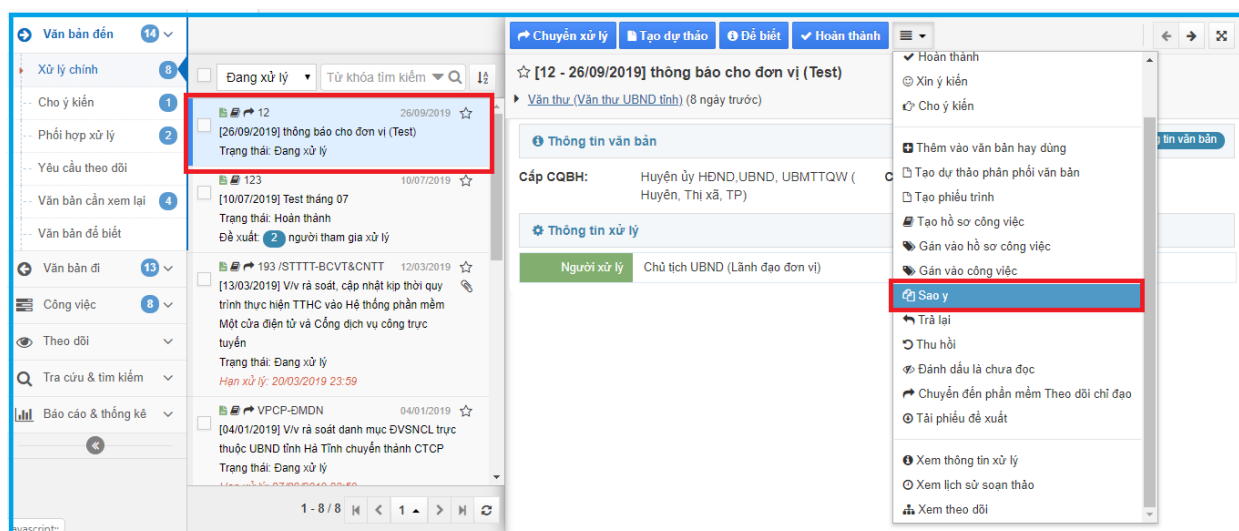 Văn bản đến 14
Xử lý chính 8
Cho ý kiến 1
Phối hợp xử lý 2
Yêu cầu theo dõi
Văn bản cần xem lại 4
Văn bản để biết
Văn bản đi 13
Công việc 8
Theo dõi
Tra cứu & tìm kiếm
Báo cáo & thống kê
Đang xử lý Từ khóa tìm kiếm
12 26/09/2019
[26/09/2019] thông báo cho đơn vị (Test)
Trạng thái: Đang xử lý
123 10/07/2019
[10/07/2019] Test tháng 07
Trạng thái: Hoàn thành
Đề xuất: 2 người tham gia xử lý
193 /STTTT-BCVT&CNTT 12/03/2019
[13/03/2019] V/v rà soát, cập nhật kịp thời quy
trình thực hiện TTHC vào Hệ thống phần mềm
Một cửa điện tử và Cổng dịch vụ công trực
tuyến
Trạng thái: Đang xử lý
Hạn xử lý: 20/03/2019 23:59
VPCP-ĐMDN 04/01/2019
[04/01/2019] V/v rà soát danh mục ĐVSNCL trực
thuộc UBND tỉnh Hà Tĩnh chuyển thành CTCP
Trạng thái: Đang xử lý
1 - 8 / 8 1
Chuyển xử lý Tạo dự thảo Để biết Hoàn thành
[12 - 26/09/2019] thông báo cho đơn vị (Test)
Văn thư (Văn thư UBND tỉnh) (8 ngày trước)
Thông tin văn bản
tin văn bản
Cấp CQBH: Huyện ủy HĐND,UBND, UBMTTQW ( C
Huyện, Thị xã, TP)
Thông tin xử lý
Người xử lý Chủ tịch UBND (Lãnh đạo đơn vị)
Hoàn thành
Xin ý kiến
Cho ý kiến
Thêm vào văn bản hay dùng
Tạo dự thảo phân phối văn bản
Tạo phiếu trình
Tạo hồ sơ công việc
Gán vào hồ sơ công việc
Gán vào công việc
Sao y
Trả lại
Thu hồi
Đánh dấu là chưa đọc
Chuyển đến phần mềm Theo dõi chỉ đạo
Tải phiếu đề xuất
Xem thông tin xử lý
Xem lịch sử soạn thảo
Xem theo dõi